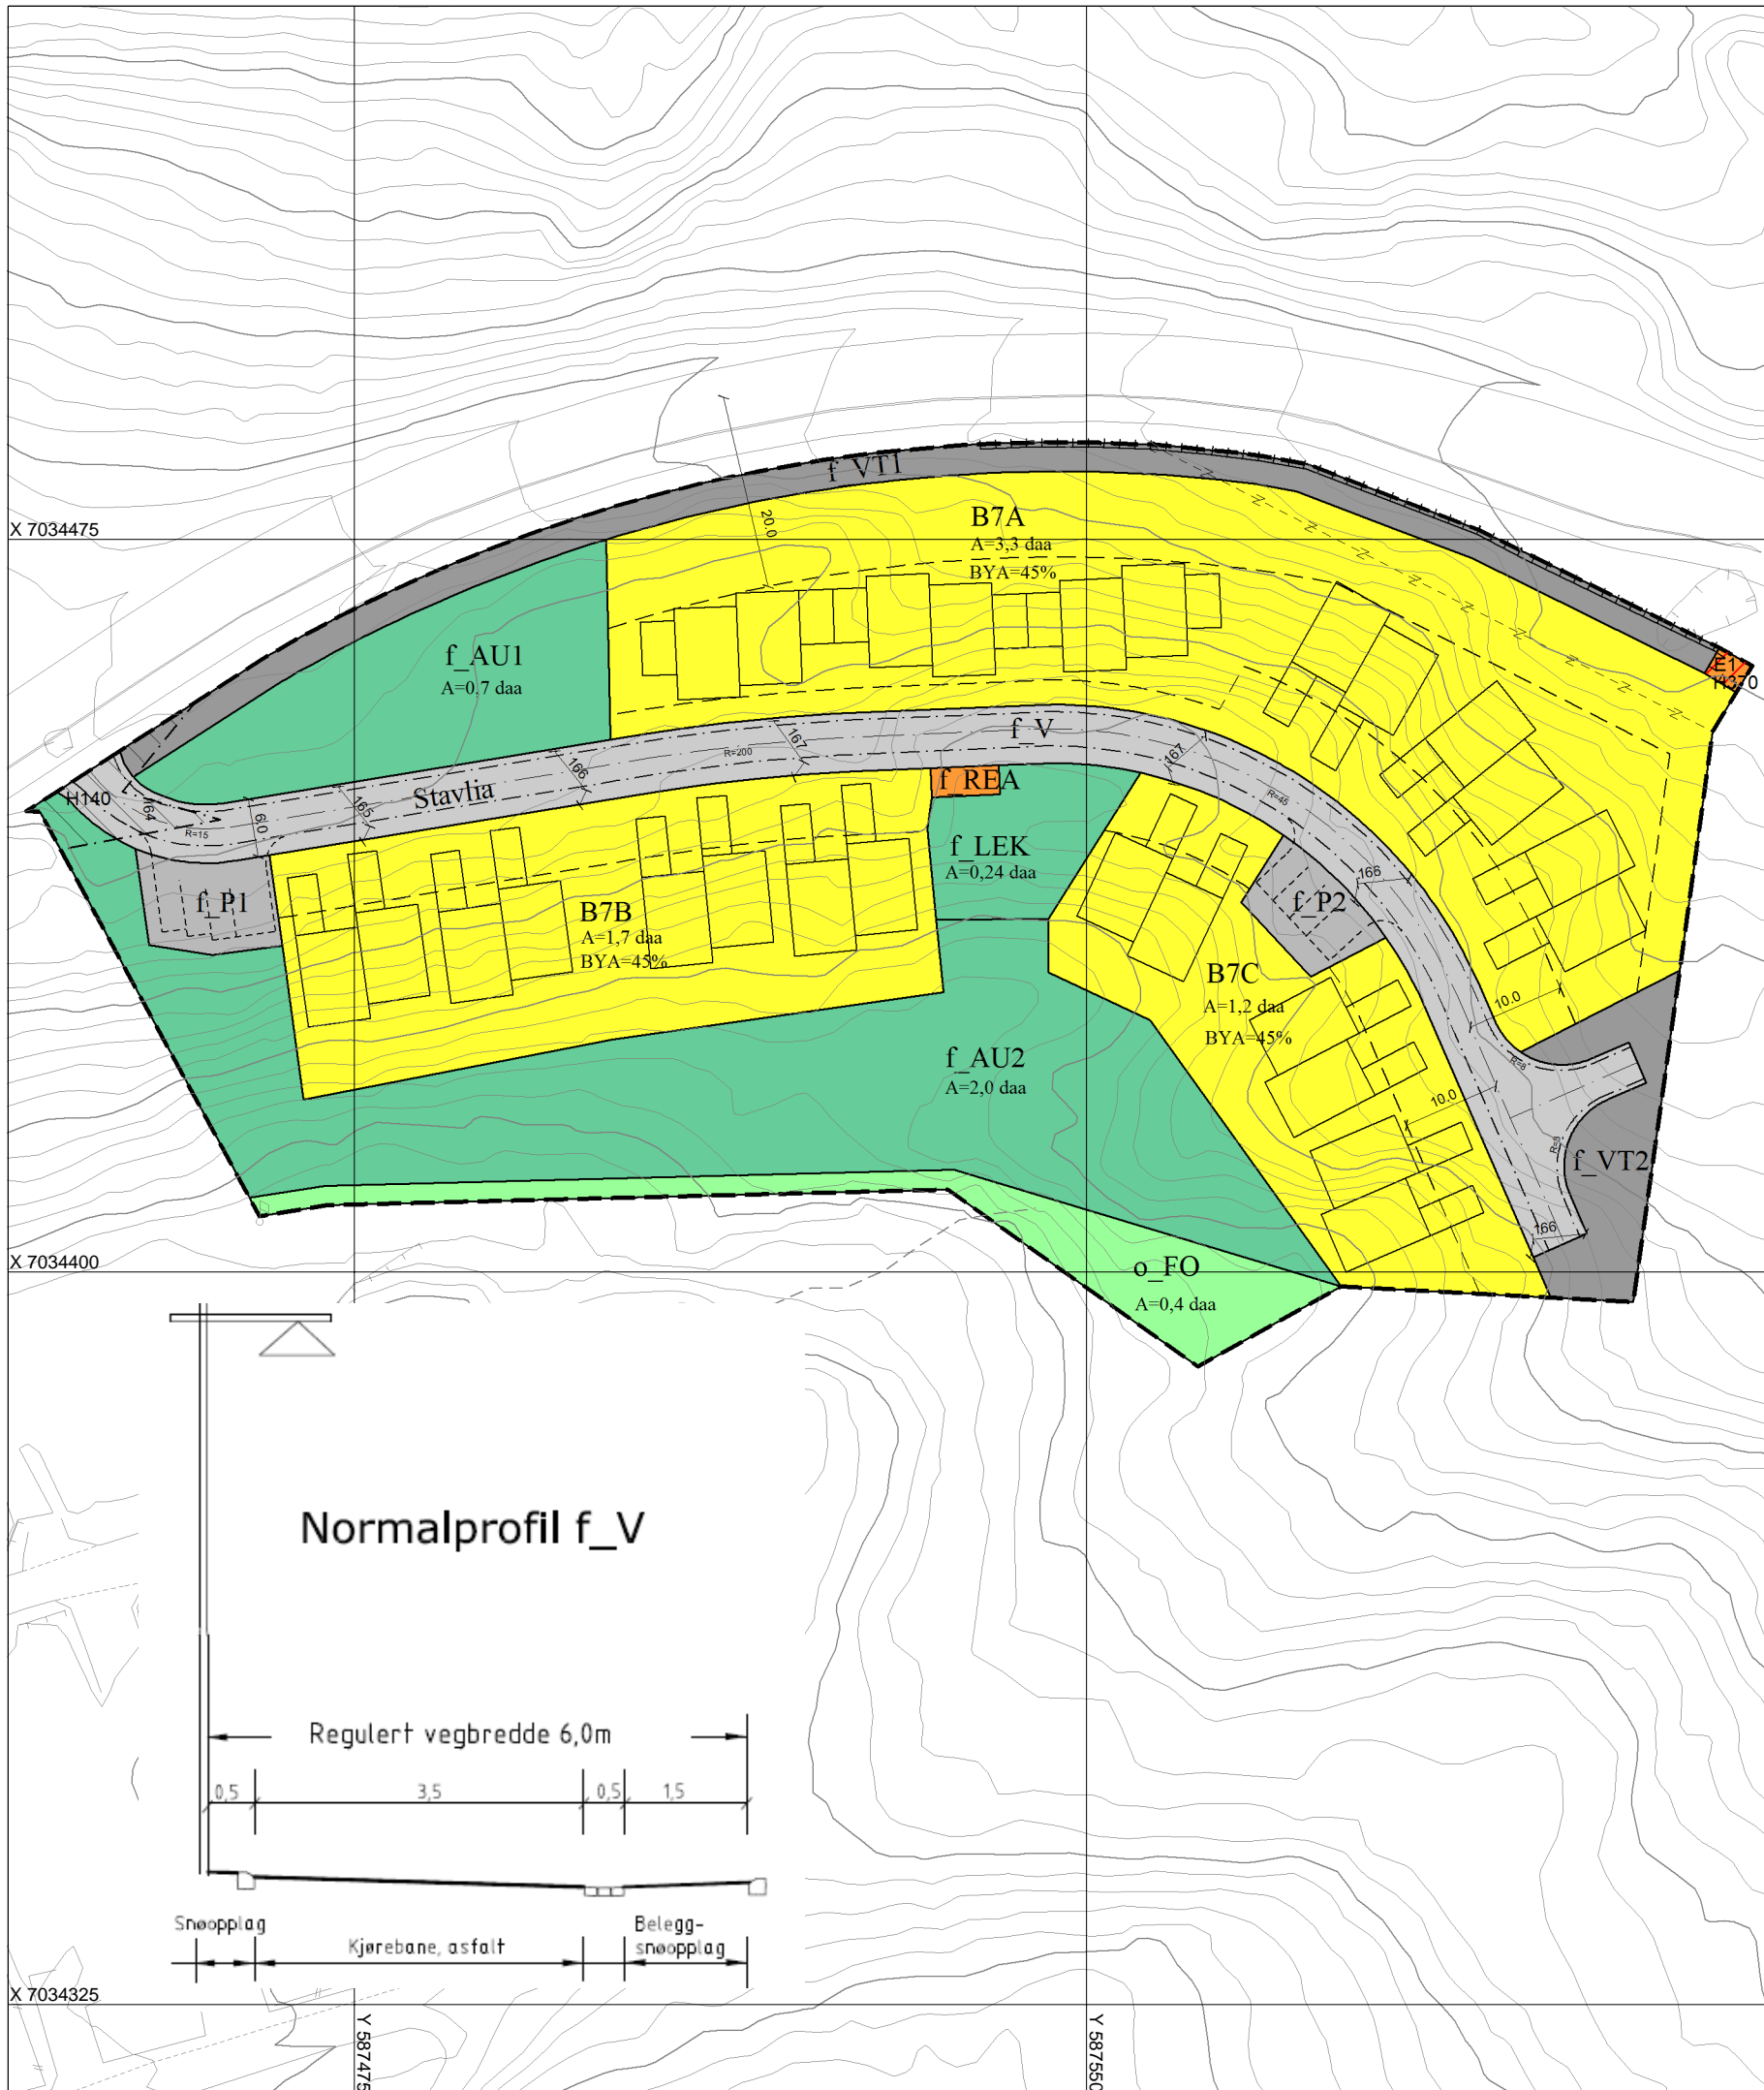 f_VT1
X 7034475
20.0
B7A
A=3,3 daa
BYA=45%
f_AU1
A=0,7 daa
E1
H370
f_V
167
R=200
167
166
Stavlia
165
H140
164
R=15
6.0
f_REA
R=45
f_LEK
A=0,24 daa
166
f_P1
f_P2
B7B
A=1,7 daa
BYA=45%
B7C
A=1,2 daa
BYA=45%
10.0
f_AU2
A=2,0 daa
R=8
10.0
f_VT2
166
X 7034400
o_FO
A=0,4 daa
Normalprofil f_V
Regulert vegbredde 6,0m
0,5 3,5 0,5 1,5
Snøopplag
Kjørebane, asfalt
Belegg-
snøopplag
X 7034325
Y 587475
Y 587550